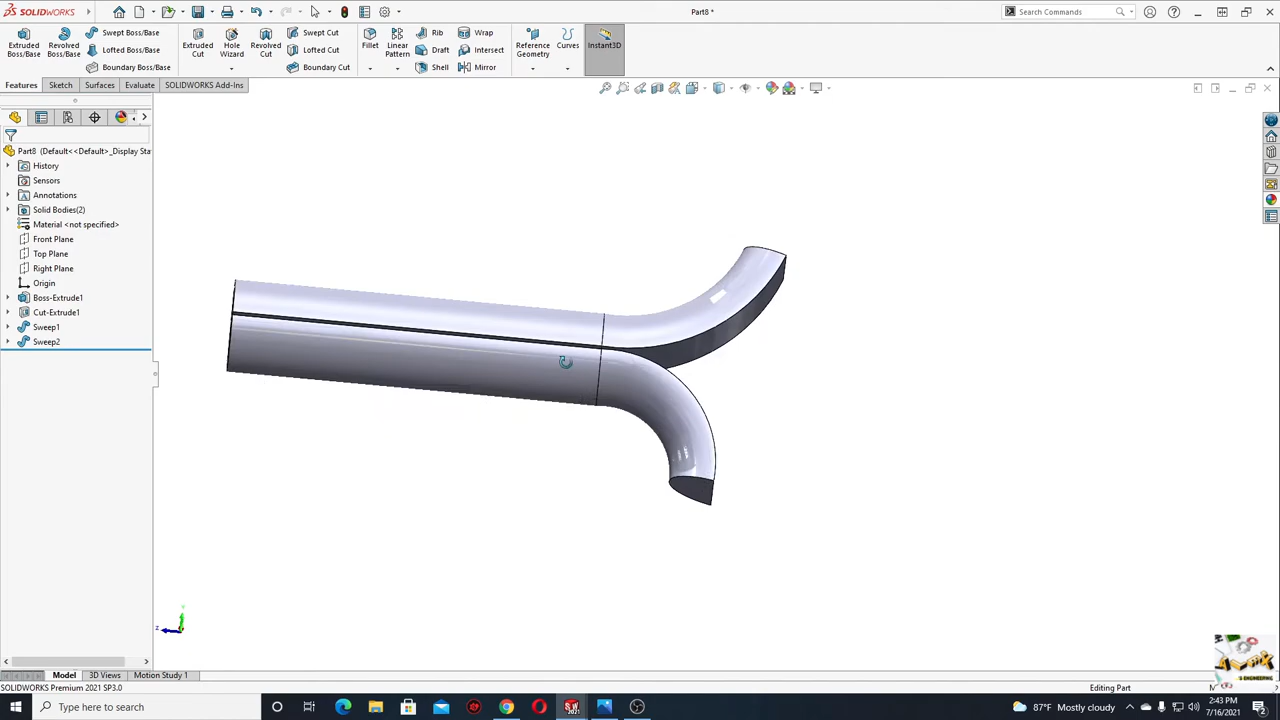 SOLIDWORKS
Part8 *
Search Commands
Extruded Boss/Base
Revolved Boss/Base
Swept Boss/Base
Lofted Boss/Base
Boundary Boss/Base
Extruded Cut
Hole Wizard
Revolved Cut
Swept Cut
Lofted Cut
Boundary Cut
Fillet
Linear Pattern
Rib
Draft
Shell
Wrap
Intersect
Mirror
Reference Geometry
Curves
Instant3D
Features
Sketch
Surfaces
Evaluate
SOLIDWORKS Add-Ins
Part8 (Default<<Default>_Display Sta
History
Sensors
Annotations
Solid Bodies(2)
Material <not specified>
Front Plane
Top Plane
Right Plane
Origin
Boss-Extrude1
Cut-Extrude1
Sweep1
Sweep2
Y
Z
Model
3D Views
Motion Study 1
SOLIDWORKS Premium 2021 SP3.0
Editing Part
Type here to search
87°F Mostly cloudy
2:43 PM
7/16/2021